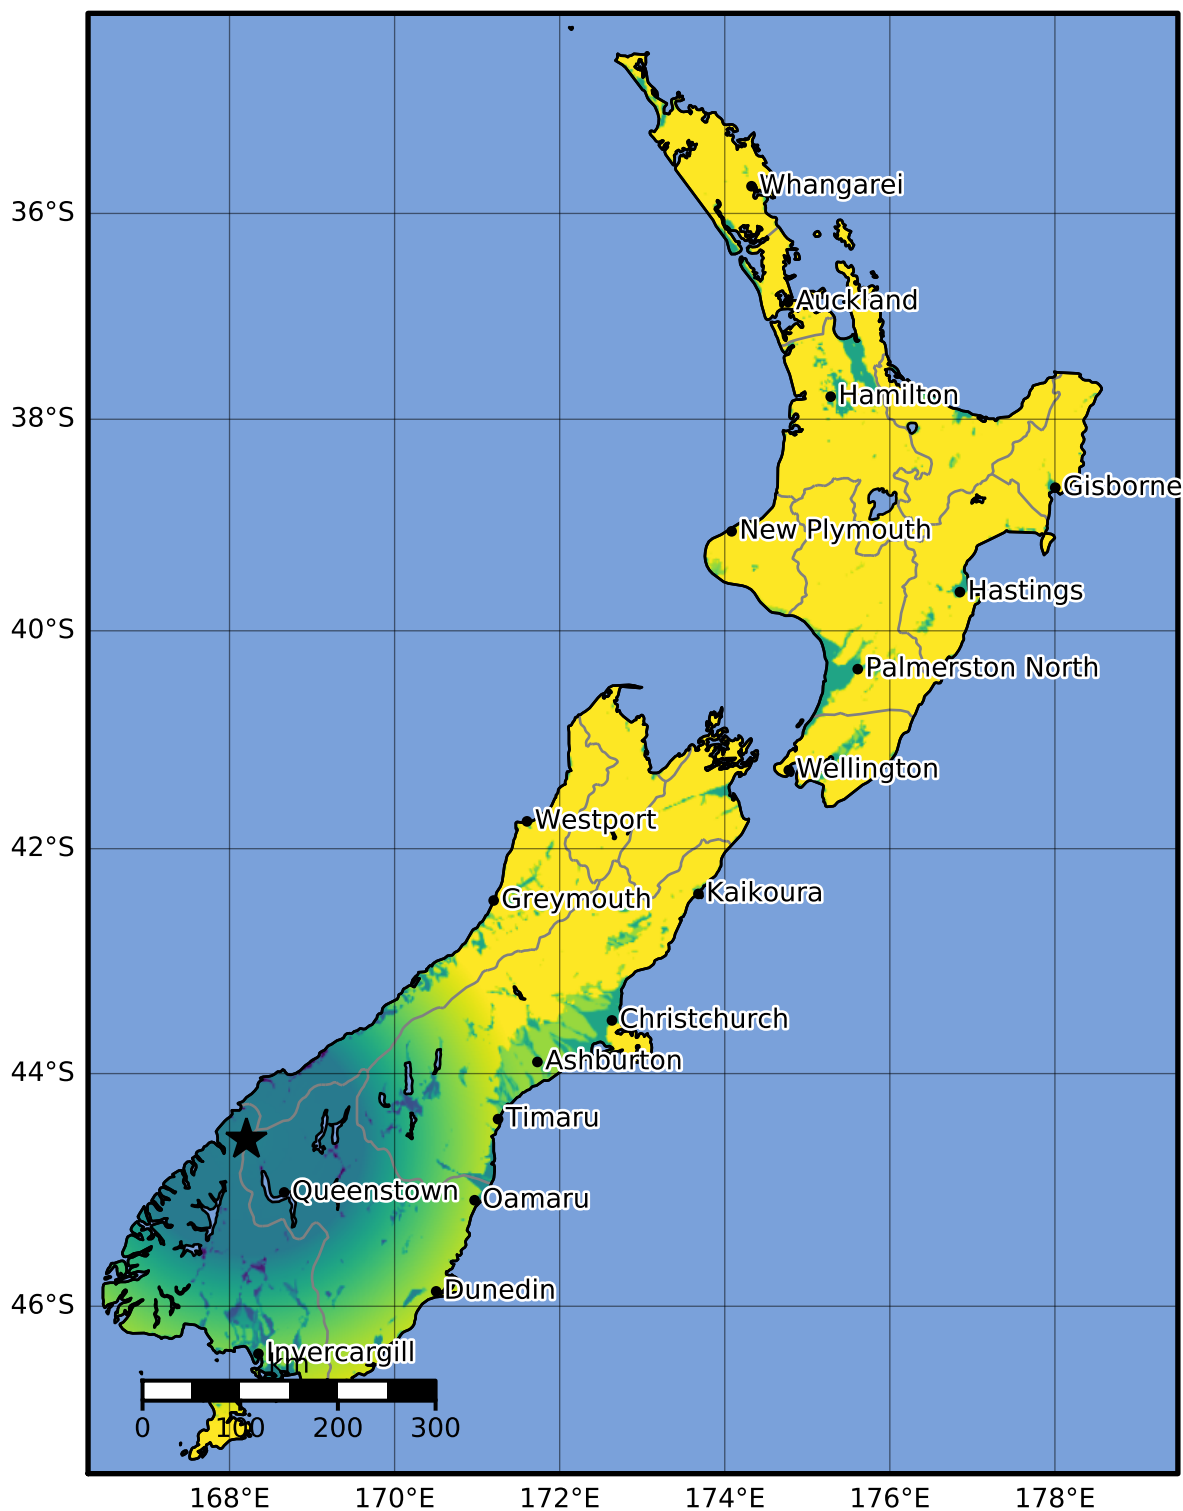 Whangarei
36°S
Auckland
Hamilton
38°S
Gisborne
New Plymouth
Hastings
40°S
Palmerston North
Wellington
Westport
42°S
Kaikoura
Greymouth
Christchurch
Ashburton
44°S
Timaru
Queenstown
Oamaru
Dunedin
46°S
Invercargill
km
0 100 200 300
168°E 170°E 172°E 174°E 176°E 178°E